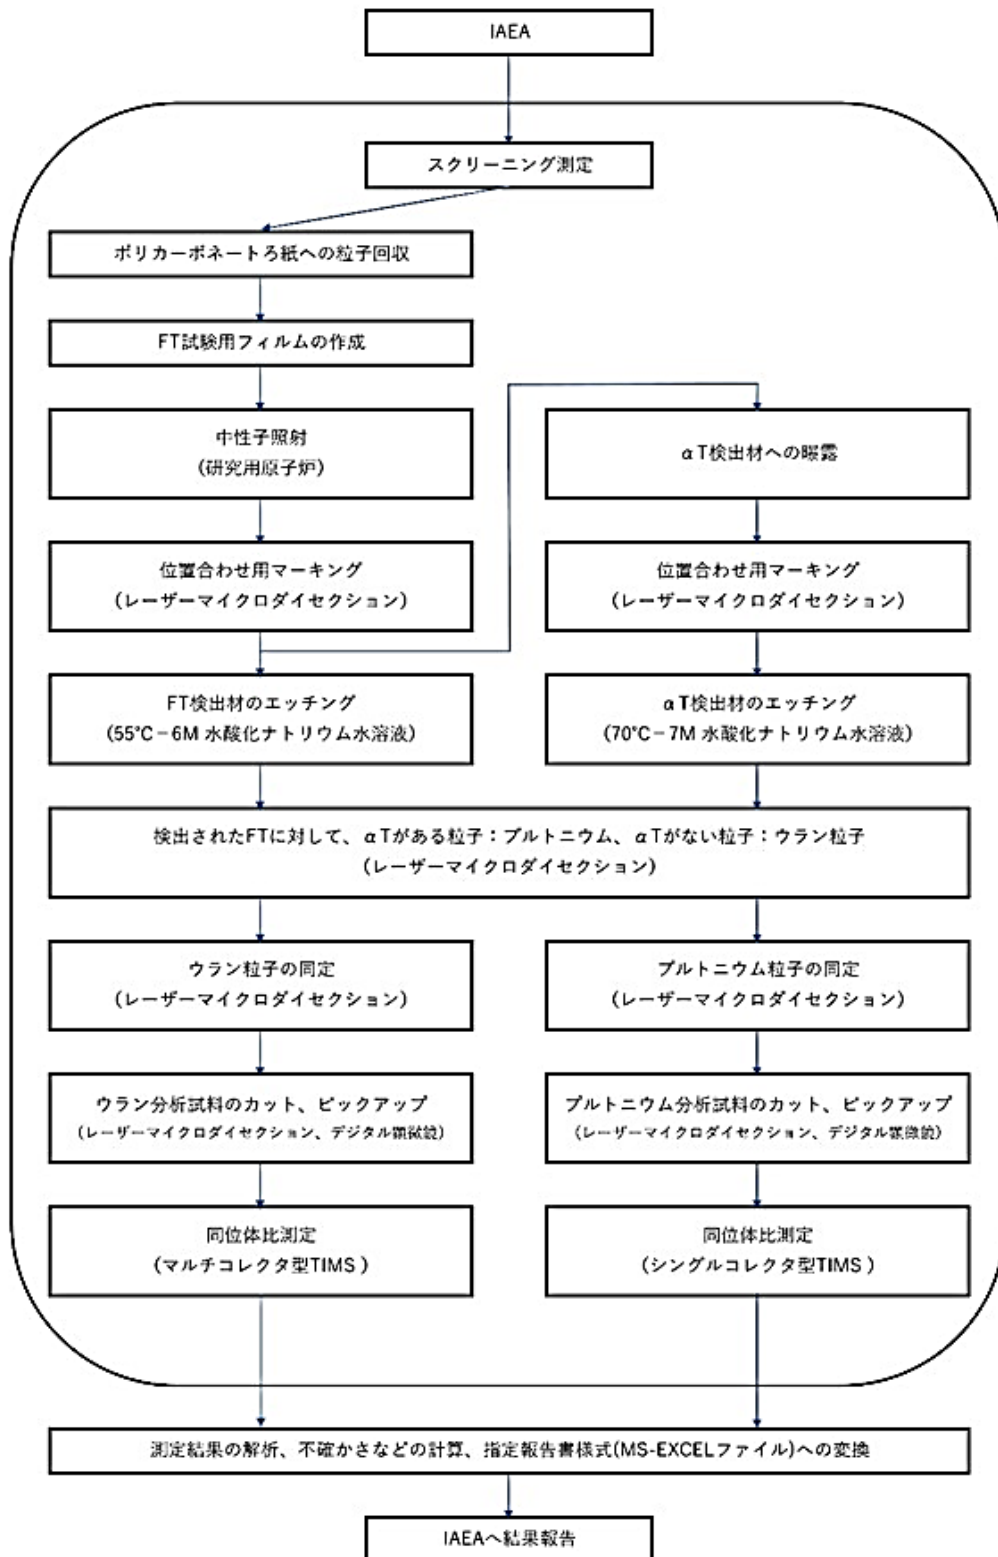 IAEA
スクリーニング測定
ポリカーボネートろ紙への粒子回収
FT試験用フィルムの作成
中性子照射
(研究用原子炉)
αT検出材への曝露
位置合わせ用マーキング
(レーザーマイクロダイセクション)
位置合わせ用マーキング
(レーザーマイクロダイセクション)
FT検出材のエッチング
(55°C－6M 水酸化ナトリウム水溶液)
αT検出材のエッチング
(70°C－7M 水酸化ナトリウム水溶液)
検出されたFTに対して、αTがある粒子：プルトニウム、αTがない粒子：ウラン粒子
(レーザーマイクロダイセクション)
ウラン粒子の同定
(レーザーマイクロダイセクション)
プルトニウム粒子の同定
(レーザーマイクロダイセクション)
ウラン分析試料のカット、ピックアップ
(レーザーマイクロダイセクション、デジタル顕微鏡)
プルトニウム分析試料のカット、ピックアップ
(レーザーマイクロダイセクション、デジタル顕微鏡)
同位体比測定
(マルチコレクタ型TIMS )
同位体比測定
(シングルコレクタ型TIMS )
測定結果の解析、不確かさなどの計算、指定報告書様式(MS-EXCELファイル)への変換
IAEAへ結果報告